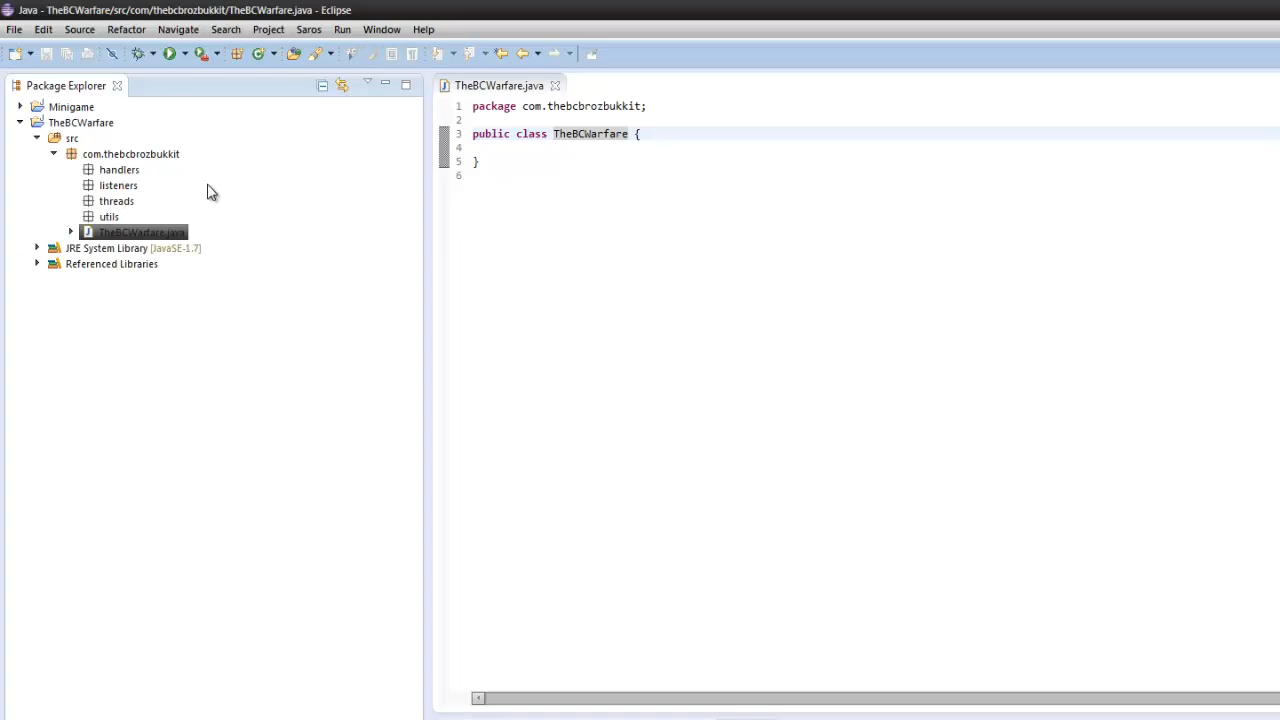 Java - TheBCWarfare/src/com/thebcbrozbukkit/TheBCWarfare.java - Eclipse
File Edit Source Refactor Navigate Search Project Saros Run Window Help
Package Explorer
Minigame
TheBCWarfare
src
com.thebcbrozbukkit
handlers
listeners
threads
utils
TheBCWarfare.java
JRE System Library [JavaSE-1.7]
Referenced Libraries
TheBCWarfare.java
1 package com.thebcbrozbukkit;
2
3 public class TheBCWarfare {
4
5 }
6